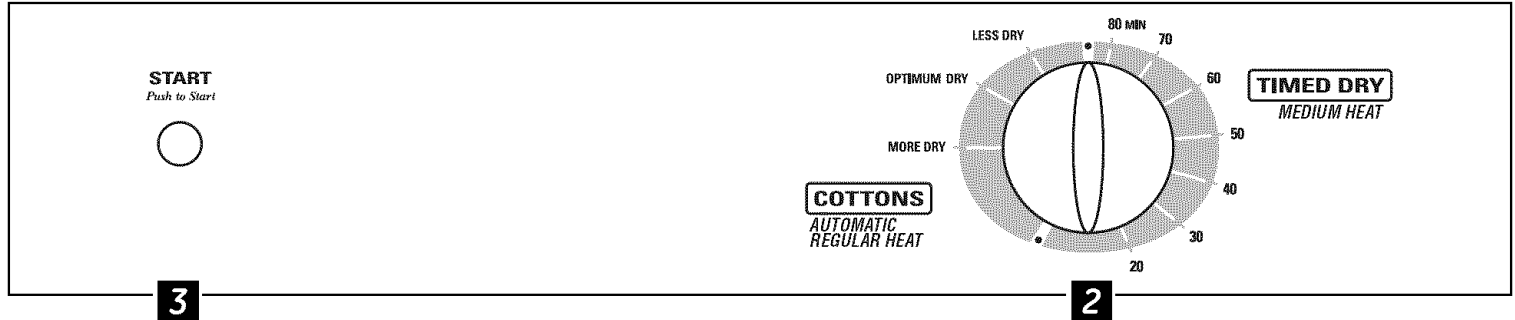 START
Push to Start
LESS DRY
OPTIMUM DRY
MORE DRY
COTTONS
AUTOMATIC
REGULAR HEAT
80 MIN
70
60
50
40
30
20
TIMED DRY
MEDIUM HEAT
3
2